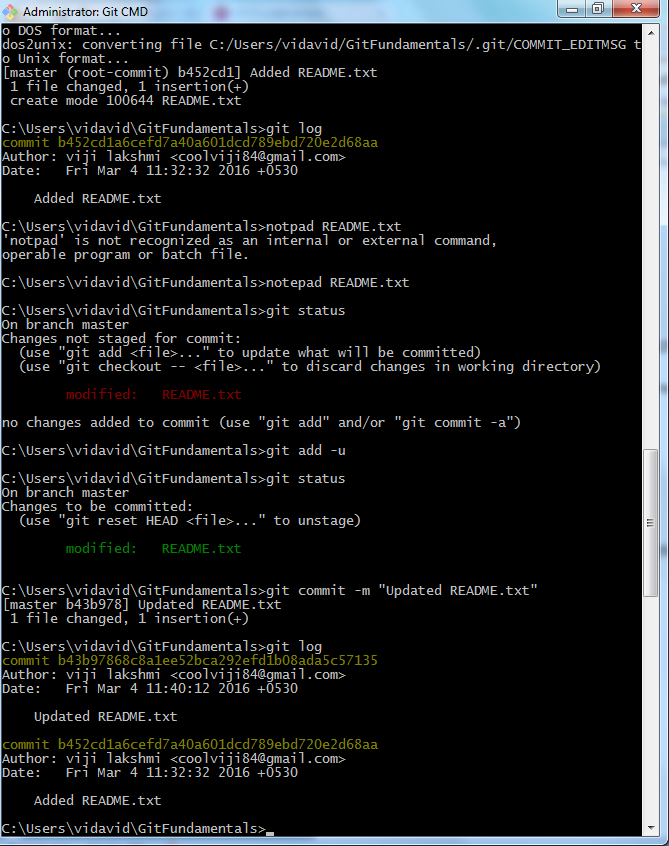 Administrator: Git CMD
o DOS format...
dos2unix: converting file C:/Users/vidavid/GitFundamentals/.git/COMMIT_EDITMSG t
o Unix format...
[master (root-commit) b452cd1] Added README.txt
 1 file changed, 1 insertion(+)
 create mode 100644 README.txt
C:\Users\vidavid\GitFundamentals>git log
commit b452cd1a6cefd7a40a601dcd789ebd720e2d68aa
Author: viji lakshmi <coolviji84@gmail.com>
Date:   Fri Mar 4 11:32:32 2016 +0530
    Added README.txt
C:\Users\vidavid\GitFundamentals>notpad README.txt
'notpad' is not recognized as an internal or external command,
operable program or batch file.
C:\Users\vidavid\GitFundamentals>notepad README.txt
C:\Users\vidavid\GitFundamentals>git status
On branch master
Changes not staged for commit:
  (use "git add <file>..." to update what will be committed)
  (use "git checkout -- <file>..." to discard changes in working directory)
        modified:   README.txt
no changes added to commit (use "git add" and/or "git commit -a")
C:\Users\vidavid\GitFundamentals>git add -u
C:\Users\vidavid\GitFundamentals>git status
On branch master
Changes to be committed:
  (use "git reset HEAD <file>..." to unstage)
        modified:   README.txt
C:\Users\vidavid\GitFundamentals>git commit -m "Updated README.txt"
[master b43b978] Updated README.txt
 1 file changed, 1 insertion(+)
C:\Users\vidavid\GitFundamentals>git log
commit b43b97868c8a1ee52bca292efd1b08ada5c57135
Author: viji lakshmi <coolviji84@gmail.com>
Date:   Fri Mar 4 11:40:12 2016 +0530
    Updated README.txt
commit b452cd1a6cefd7a40a601dcd789ebd720e2d68aa
Author: viji lakshmi <coolviji84@gmail.com>
Date:   Fri Mar 4 11:32:32 2016 +0530
    Added README.txt
C:\Users\vidavid\GitFundamentals>